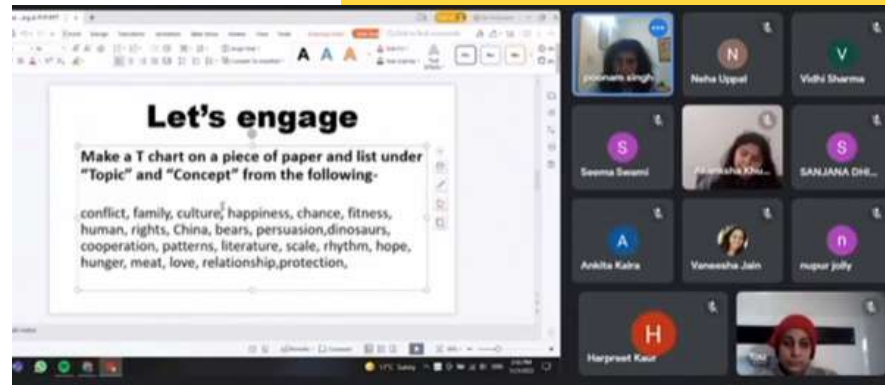 Let's engage
Make a T chart on a piece of paper and list under
"Topic" and "Concept" from the following-
conflict, family, culture, happiness, chance, fitness,
human, rights, China, bears, persuasion,dinosaurs,
cooperation, patterns, literature, scale, rhythm, hope,
hunger, meat, love, relationship,protection,
poonam singh
N
Neha Uppal
V
Vidhi Sharma
S
Seema Swami
Khu...
S
SANJANA DHI...
A
Ankita Kalra
Vaneesha Jain
n
nupur jolly
H
Harpreet Kaur
You